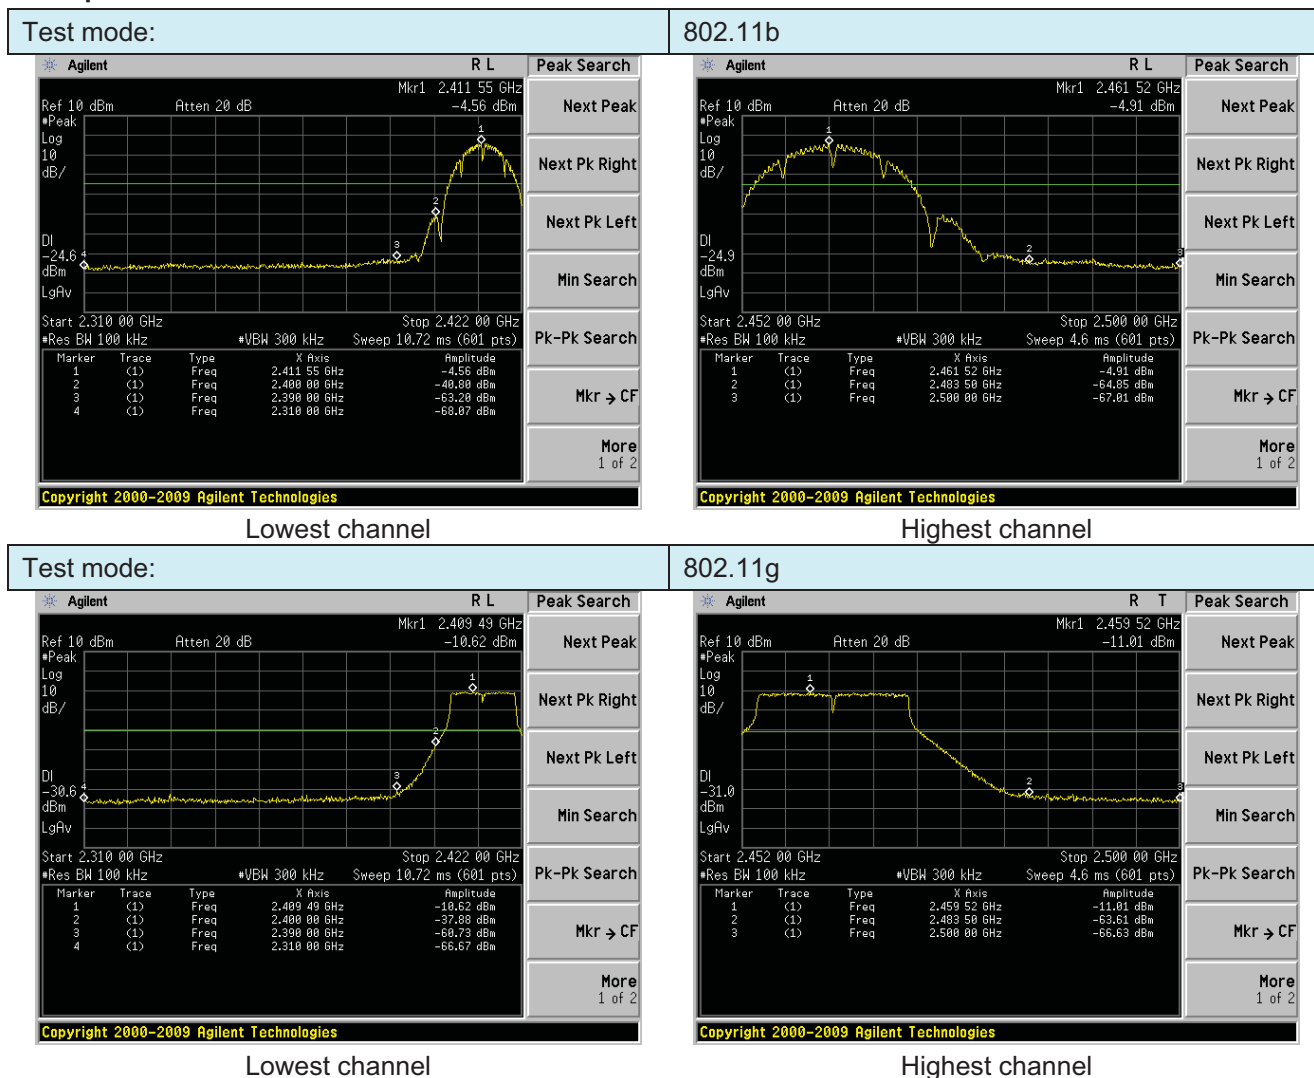 Test mode: 802.11b
Agilent R L Peak Search
Mkr1 2.411 55 GHz
Ref 10 dBm Atten 20 dB -4.56 dBm
#Peak
Log
10
dB/
DI
-24.6
dBm
LgAv
1
2
3
4
Start 2.310 00 GHz Stop 2.422 00 GHz
#Res BW 100 kHz #VBW 300 kHz Sweep 10.72 ms (601 pts)
Marker Trace Type X Axis Amplitude
1 (1) Freq 2.411 55 GHz -4.56 dBm
2 (1) Freq 2.400 00 GHz -40.80 dBm
3 (1) Freq 2.390 00 GHz -63.20 dBm
4 (1) Freq 2.310 00 GHz -68.07 dBm
Next Peak
Next Pk Right
Next Pk Left
Min Search
Pk-Pk Search
Mkr → CF
More
1 of 2
Copyright 2000-2009 Agilent Technologies
Lowest channel
Agilent R L Peak Search
Mkr1 2.461 52 GHz
Ref 10 dBm Atten 20 dB -4.91 dBm
#Peak
Log
10
dB/
DI
-24.9
dBm
LgAv
1
2
3
Start 2.452 00 GHz Stop 2.500 00 GHz
#Res BW 100 kHz #VBW 300 kHz Sweep 4.6 ms (601 pts)
Marker Trace Type X Axis Amplitude
1 (1) Freq 2.461 52 GHz -4.91 dBm
2 (1) Freq 2.483 50 GHz -64.85 dBm
3 (1) Freq 2.500 00 GHz -67.01 dBm
Next Peak
Next Pk Right
Next Pk Left
Min Search
Pk-Pk Search
Mkr → CF
More
1 of 2
Copyright 2000-2009 Agilent Technologies
Highest channel
Test mode: 802.11g
Agilent R L Peak Search
Mkr1 2.409 49 GHz
Ref 10 dBm Atten 20 dB -10.62 dBm
#Peak
Log
10
dB/
DI
-30.6
dBm
LgAv
1
2
3
4
Start 2.310 00 GHz Stop 2.422 00 GHz
#Res BW 100 kHz #VBW 300 kHz Sweep 10.72 ms (601 pts)
Marker Trace Type X Axis Amplitude
1 (1) Freq 2.409 49 GHz -10.62 dBm
2 (1) Freq 2.400 00 GHz -37.88 dBm
3 (1) Freq 2.390 00 GHz -60.73 dBm
4 (1) Freq 2.310 00 GHz -66.67 dBm
Next Peak
Next Pk Right
Next Pk Left
Min Search
Pk-Pk Search
Mkr → CF
More
1 of 2
Copyright 2000-2009 Agilent Technologies
Lowest channel
Agilent R T Peak Search
Mkr1 2.459 52 GHz
Ref 10 dBm Atten 20 dB -11.01 dBm
#Peak
Log
10
dB/
DI
-31.0
dBm
LgAv
1
2
3
Start 2.452 00 GHz Stop 2.500 00 GHz
#Res BW 100 kHz #VBW 300 kHz Sweep 4.6 ms (601 pts)
Marker Trace Type X Axis Amplitude
1 (1) Freq 2.459 52 GHz -11.01 dBm
2 (1) Freq 2.483 50 GHz -63.61 dBm
3 (1) Freq 2.500 00 GHz -66.63 dBm
Next Peak
Next Pk Right
Next Pk Left
Min Search
Pk-Pk Search
Mkr → CF
More
1 of 2
Copyright 2000-2009 Agilent Technologies
Highest channel